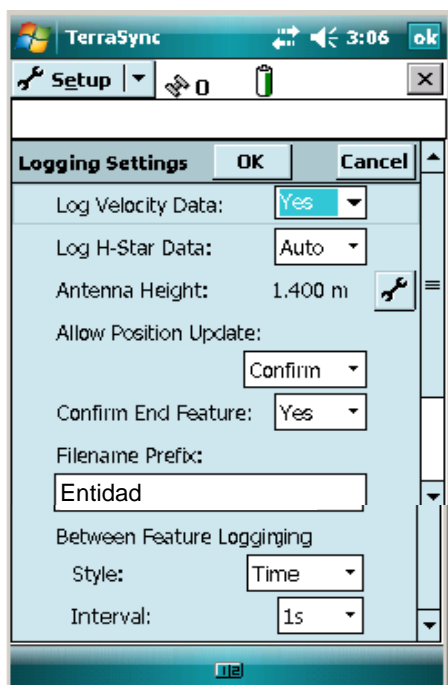 TerraSync 3:06 ok
Setup 0
Logging Settings OK Cancel
Log Velocity Data: Yes
Log H-Star Data: Auto
Antenna Height: 1.400 m
Allow Position Update:
Confirm
Confirm End Feature: Yes
Filename Prefix:
Entidad
Between Feature Logging
Style: Time
Interval: 1s